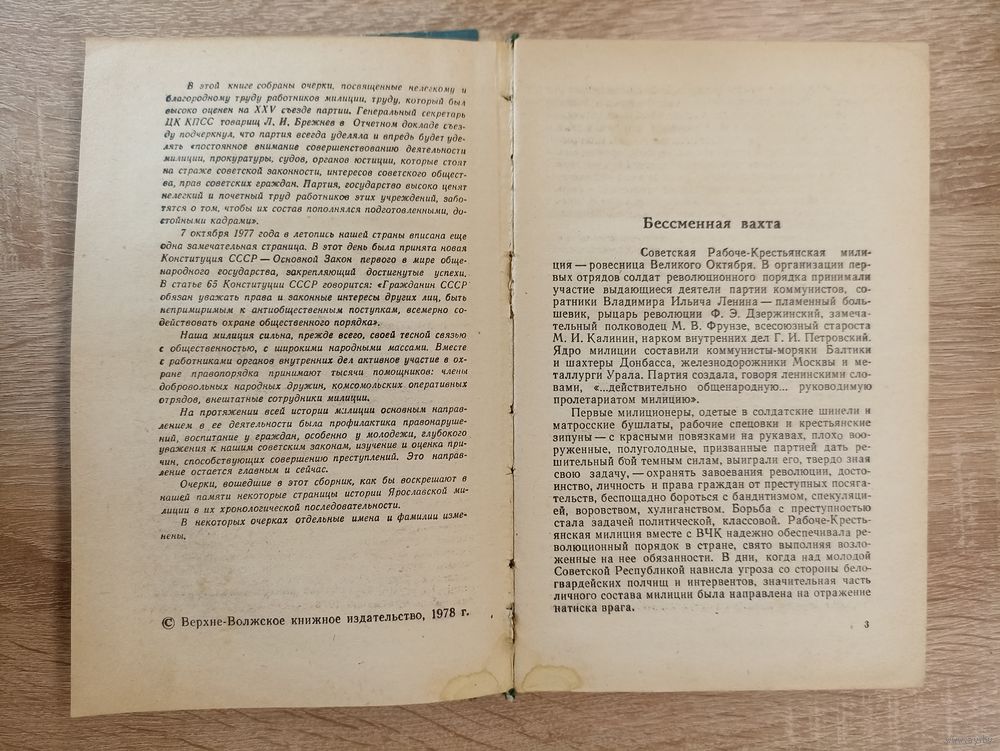 В этой книге собраны очерки, посвященные нелегкому и
благородному труду работников милиции, труду, который был
высоко оценен на XXV съезде партии. Генеральный секретарь
ЦК КПСС товарищ Л. И. Брежнев в Отчетном докладе съез-
ду подчеркнул, что партия всегда уделяла и впредь будет уде-
лять «постоянное внимание совершенствованию деятельности
милиции, прокуратуры, судов, органов юстиции, которые стоят
на страже советской законности, интересов советского общест-
ва, прав советских граждан. Партия, государство высоко ценят
нелегкий и почетный труд работников этих учреждений, забо-
тятся о том, чтобы их состав пополнялся подготовленными, до-
стойными кадрами».
7 октября 1977 года в летопись нашей страны вписана еще
одна замечательная страница. В этот день была принята новая
Конституция СССР — Основной Закон первого в мире обще-
народного государства, закрепляющий достигнутые успехи.
В статье 65 Конституции СССР говорится: «Гражданин СССР
обязан уважать права и законные интересы других лиц, быть
непримиримым к антиобщественным поступкам, всемерно со-
действовать охране общественного порядка».
Наша милиция сильна, прежде всего, своей тесной связью
с общественностью, с широкими народными массами. Вместе
с работниками органов внутренних дел активное участие в ох-
ране правопорядка принимают тысячи помощников: члены
добровольных народных дружин, комсомольских оперативных
отрядов, внештатные сотрудники милиции.
На протяжении всей истории милиции основным направ-
лением в ее деятельности была профилактика правонаруше-
ний, воспитание у граждан, особенно у молодежи, глубокого
уважения к нашим советским законам, изучение и оценка при-
чин, способствующих совершению преступлений. Это направ-
ление остается главным и сейчас.
Очерки, вошедшие в этот сборник, как бы воскрешают в
нашей памяти некоторые страницы истории Ярославской ми-
лиции в их хронологической последовательности.
В некоторых очерках отдельные имена и фамилии изме-
нены.
© Верхне-Волжское книжное издательство, 1978 г.
Бессменная вахта
Советская Рабоче-Крестьянская мили-
ция — ровесница Великого Октября. В организации пер-
вых отрядов солдат революционного порядка принимали
участие выдающиеся деятели партии коммунистов, со-
ратники Владимира Ильича Ленина — пламенный боль-
шевик, рыцарь революции Ф. Э. Дзержинский, замеча-
тельный полководец М. В. Фрунзе, всесоюзный староста
М. И. Калинин, нарком внутренних дел Г. И. Петровский.
Ядро милиции составили коммунисты-моряки Балтики
и шахтеры Донбасса, железнодорожники Москвы и ме-
таллурги Урала. Партия создала, говоря ленинскими сло-
вами, «...действительно общенародную... руководимую
пролетариатом милицию».
Первые милиционеры, одетые в солдатские шинели и
матросские бушлаты, рабочие спецовки и крестьянские
зипуны — с красными повязками на рукавах, плохо воо-
руженные, полуголодные, призванные партией дать ре-
шительный бой темным силам, выиграли его, твердо зная
свою задачу, — охранять завоевания революции, досто-
инство, личность и права граждан от преступных посяга-
тельств, беспощадно бороться с бандитизмом, спекуляци-
ей, воровством, хулиганством. Борьба с преступностью
стала задачей политической, классовой. Рабоче-Кресть-
янская милиция вместе с ВЧК надежно обеспечивала ре-
волюционный порядок в стране, свято выполняя возло-
женные на нее обязанности. В дни, когда над молодой
Советской Республикой нависла угроза со стороны бело-
гвардейских полчищ и интервентов, значительная часть
личного состава милиции была направлена на отражение
натиска врага.
3